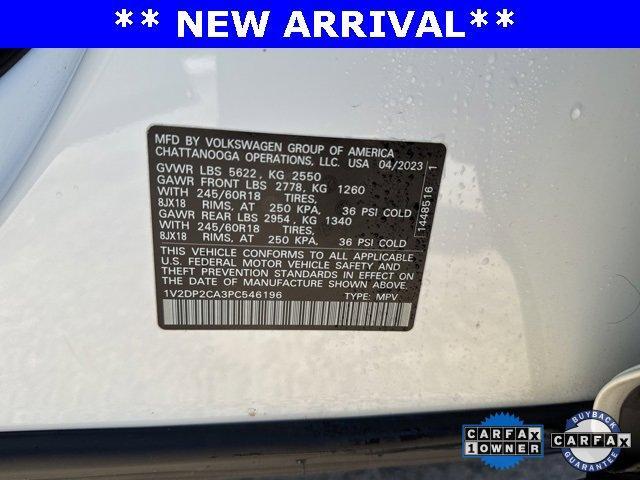 ** NEW ARRIVAL**
MFD BY VOLKSWAGEN GROUP OF AMERICA
CHATTANOOGA OPERATIONS, LLC. USA 04/2023
GVWR LBS 5622 , KG 2550
GAWR FRONT LBS 2778, KG 1260
WITH 245/60R18 TIRES,
8JX18 RIMS, AT 250 KPA, 36 PSI COLD
GAWR REAR LBS 2954 , KG 1340
WITH 245/60R18 TIRES,
8JX18 RIMS, AT 250 KPA, 36 PSI COLD
THIS VEHICLE CONFORMS TO ALL APPLICABLE
U.S. FEDERAL MOTOR VEHICLE SAFETY AND
THEFT PREVENTION STANDARDS IN EFFECT ON
THE DATE OF MANUFACTURE SHOWN ABOVE.
1V2DP2CA3PC546196 TYPE: MPV
1448516 1
CARFAX
1 OWNER
BUYBACK
CARFAX
GUARANTEE